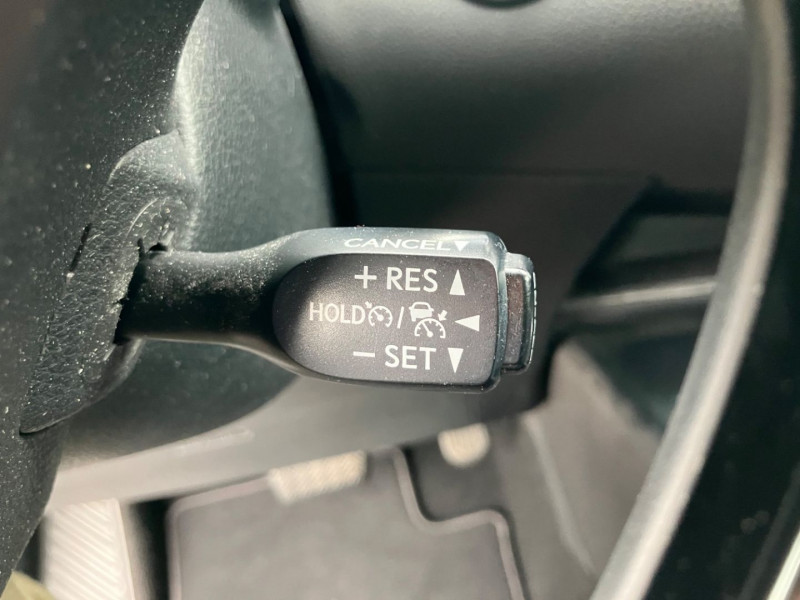 CANCEL▼
+ RES ▲
HOLD / ◀
− SET ▼